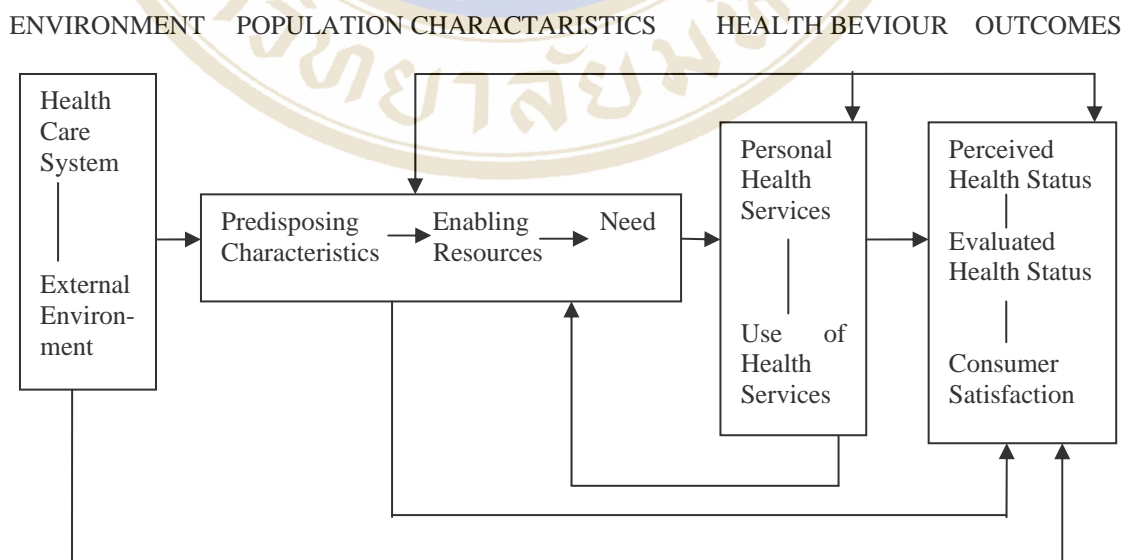 ENVIRONMENT POPULATION CHARACTARISTICS HEALTH BEVIOUR OUTCOMES
Health
Care
System
External
Environ-
ment
Predisposing
Characteristics
Enabling
Resources
Need
Personal
Health
Services
Use of
Health
Services
Perceived
Health Status
Evaluated
Health Status
Consumer
Satisfaction